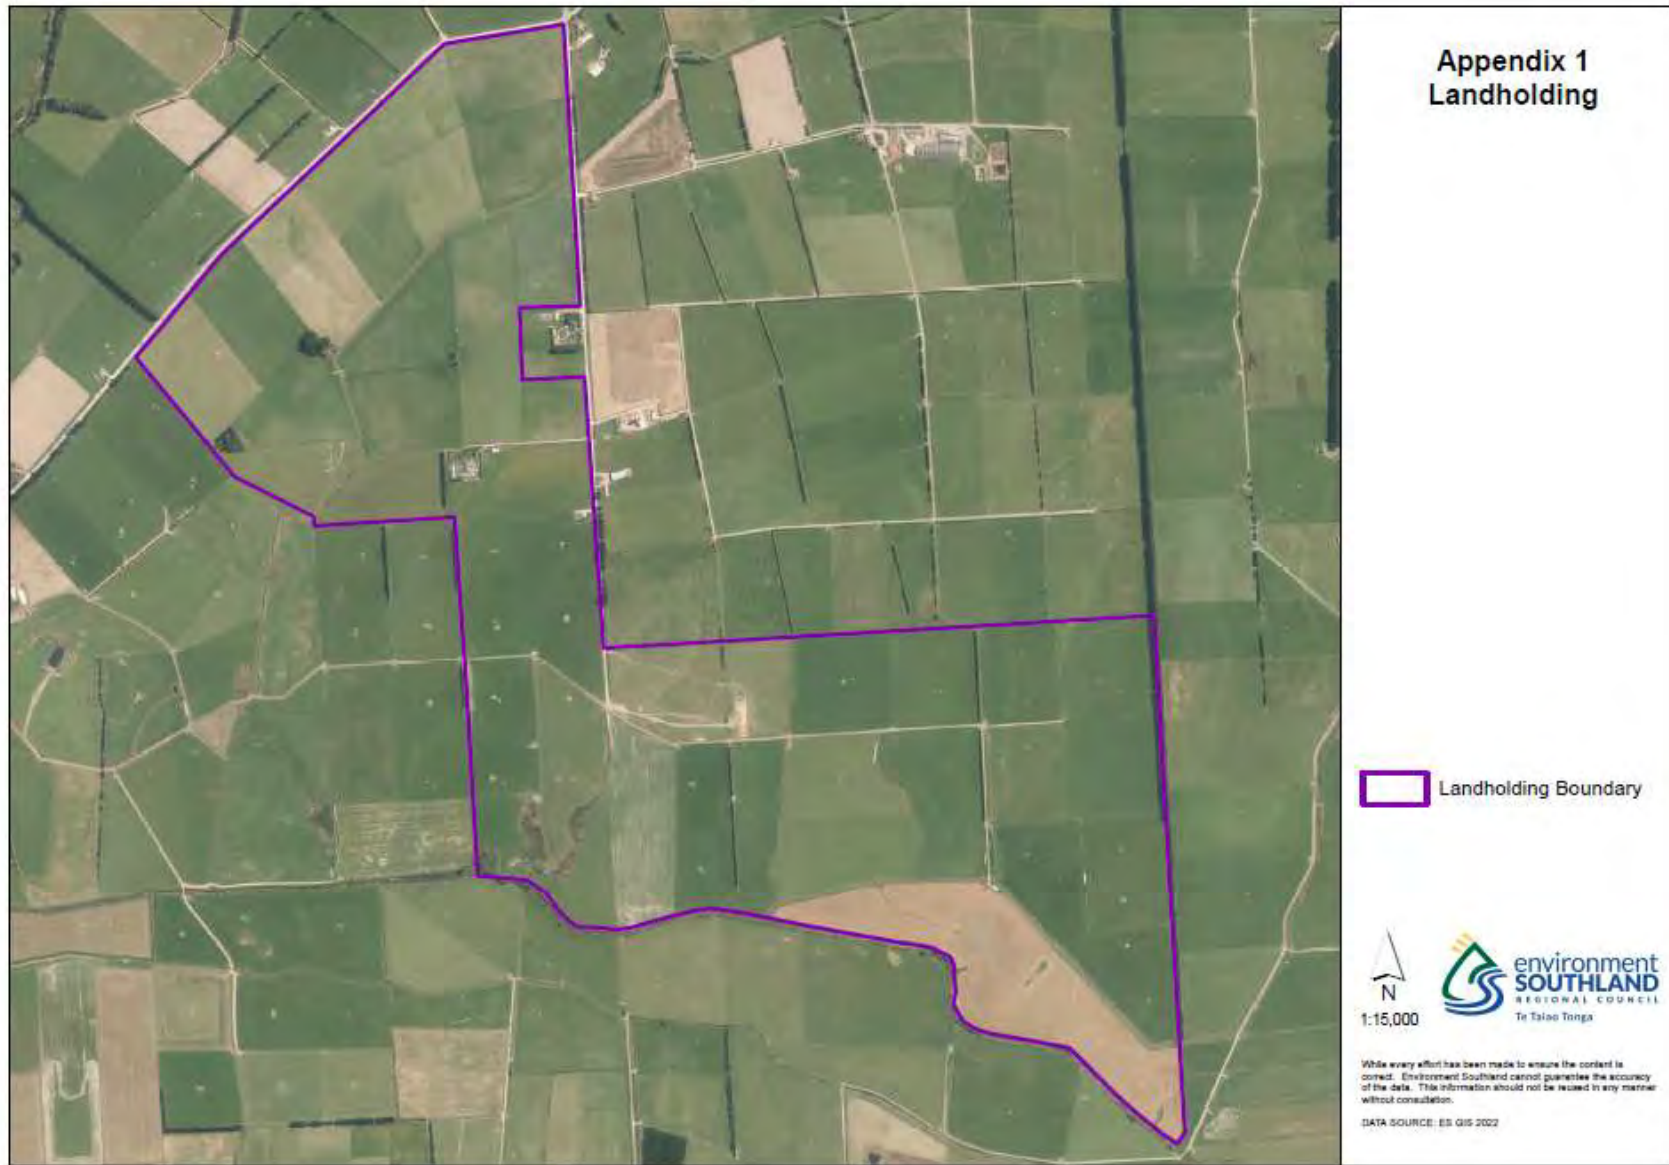 Appendix 1
Landholding
Landholding Boundary
N
1:15,000
environment
SOUTHLAND
REGIONAL COUNCIL
Te Taiao Tonga
While every effort has been made to ensure the content is
correct. Environment Southland cannot guarantee the accuracy
of the data. This information should not be reused in any manner
without consultation.
DATA SOURCE: ES GIS 2022